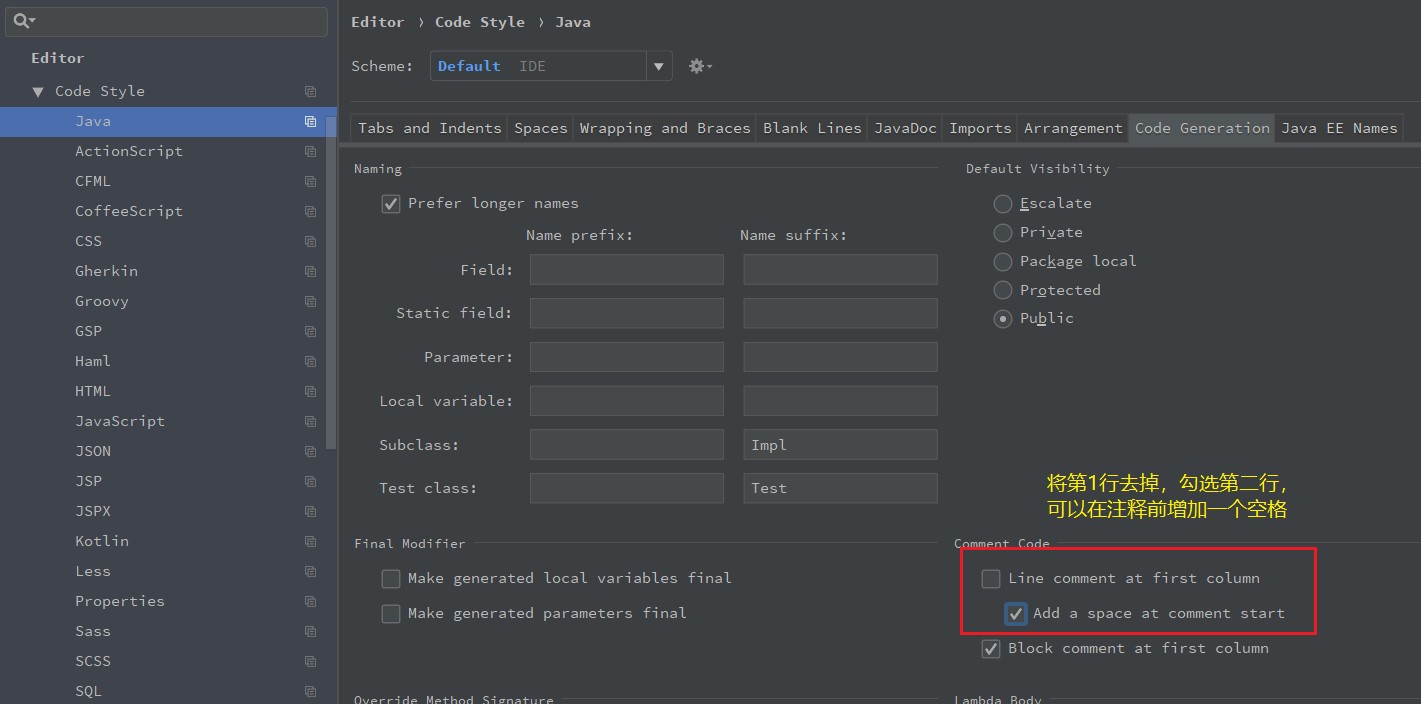 Editor
Code Style
Java
ActionScript
CFML
CoffeeScript
CSS
Gherkin
Groovy
GSP
Haml
HTML
JavaScript
JSON
JSP
JSPX
Kotlin
Less
Properties
Sass
SCSS
SQL
Editor › Code Style › Java
Scheme: Default IDE
Tabs and Indents Spaces Wrapping and Braces Blank Lines JavaDoc Imports Arrangement Code Generation Java EE Names
Naming
Prefer longer names
Name prefix: Name suffix:
Field:
Static field:
Parameter:
Local variable:
Subclass: Impl
Test class: Test
Default Visibility
Escalate
Private
Package local
Protected
Public
将第1行去掉，勾选第二行，
可以在注释前增加一个空格
Final Modifier
Make generated local variables final
Make generated parameters final
Comment Code
Line comment at first column
Add a space at comment start
Block comment at first column
Override Method Signature
Lambda Body